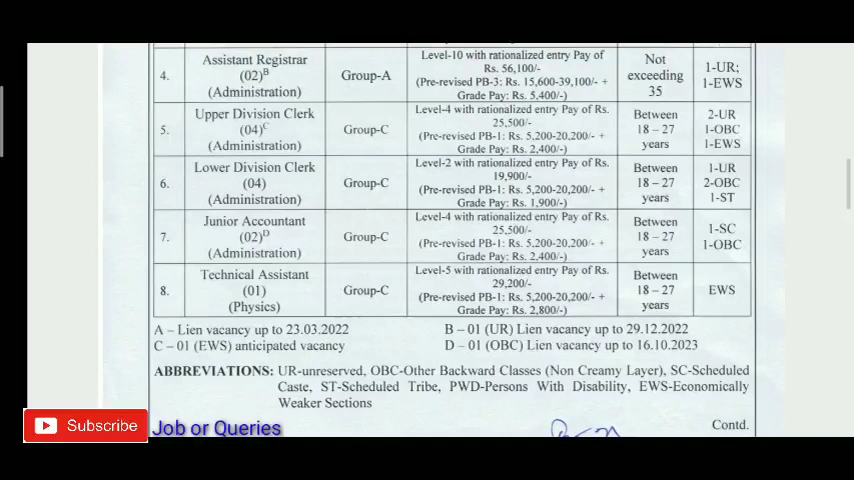 4.
Assistant Registrar
(02)B
(Administration)
Group-A
Level-10 with rationalized entry Pay of
Rs. 56,100/-
(Pre-revised PB-3: Rs. 15,600-39,100/- +
Grade Pay: Rs. 5,400/-)
Not
exceeding
35
1-UR;
1-EWS
5.
Upper Division Clerk
(04)C
(Administration)
Group-C
Level-4 with rationalized entry Pay of Rs.
25,500/-
(Pre-revised PB-1: Rs. 5,200-20,200/- +
Grade Pay: Rs. 2,400/-)
Between
18 – 27
years
2-UR
1-OBC
1-EWS
6.
Lower Division Clerk
(04)
(Administration)
Group-C
Level-2 with rationalized entry Pay of Rs.
19,900/-
(Pre-revised PB-1: Rs. 5,200-20,200/- +
Grade Pay: Rs. 1,900/-)
Between
18 – 27
years
1-UR
2-OBC
1-ST
7.
Junior Accountant
(02)D
(Administration)
Group-C
Level-4 with rationalized entry Pay of Rs.
25,500/-
(Pre-revised PB-1: Rs. 5,200-20,200/- +
Grade Pay: Rs. 2,400/-)
Between
18 – 27
years
1-SC
1-OBC
8.
Technical Assistant
(01)
(Physics)
Group-C
Level-5 with rationalized entry Pay of Rs.
29,200/-
(Pre-revised PB-1: Rs. 5,200-20,200/- +
Grade Pay: Rs. 2,800/-)
Between
18 – 27
years
EWS
A – Lien vacancy up to 23.03.2022
B – 01 (UR) Lien vacancy up to 29.12.2022
C – 01 (EWS) anticipated vacancy
D – 01 (OBC) Lien vacancy up to 16.10.2023
ABBREVIATIONS: UR-unreserved, OBC-Other Backward Classes (Non Creamy Layer), SC-Scheduled
Caste, ST-Scheduled Tribe, PWD-Persons With Disability, EWS-Economically
Weaker Sections
Contd.
Subscribe
Job or Queries